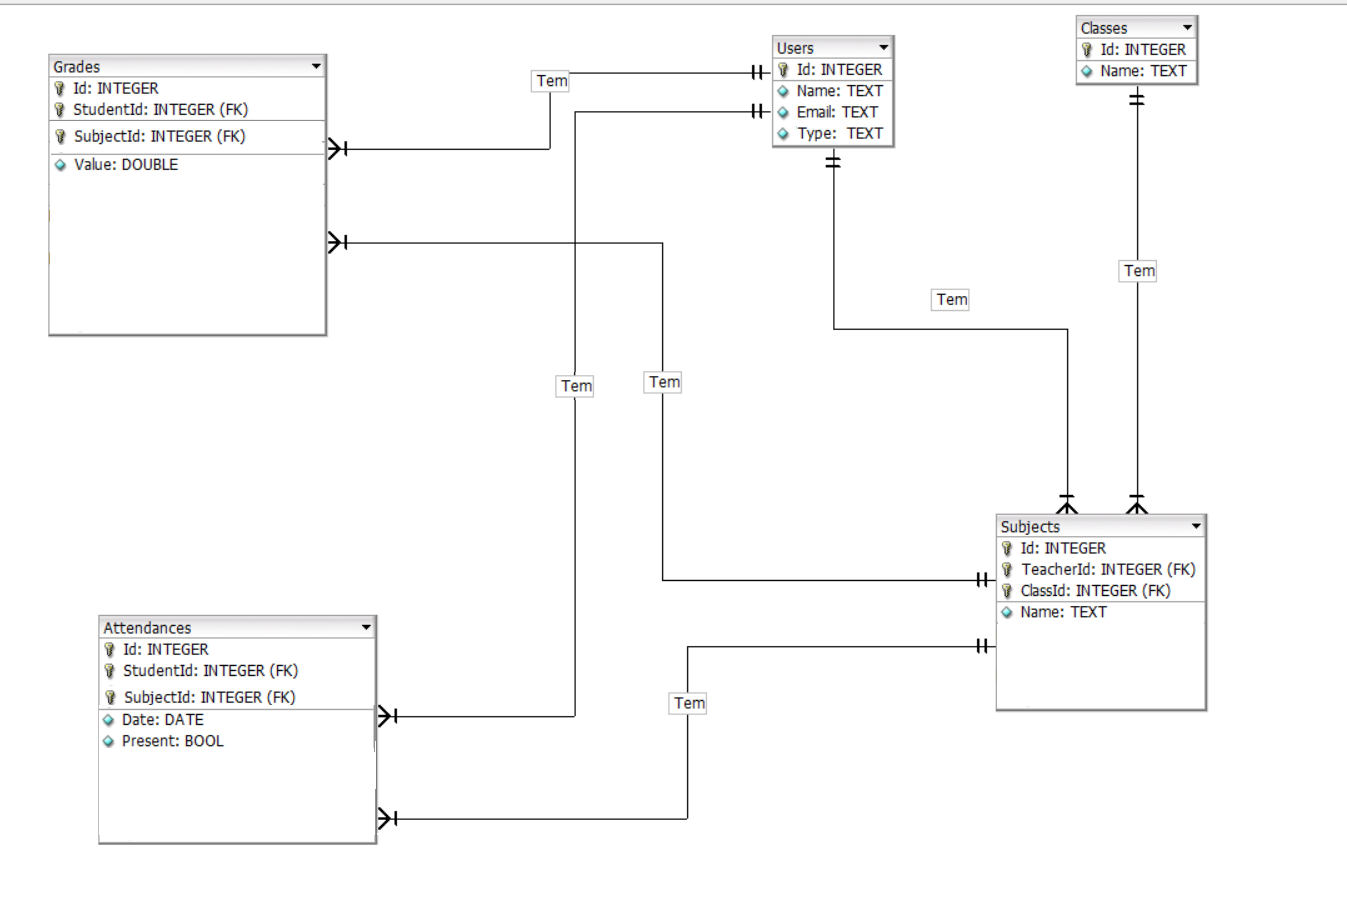 Grades
Id: INTEGER
StudentId: INTEGER (FK)
SubjectId: INTEGER (FK)
Value: DOUBLE
Tem
Users
Id: INTEGER
Name: TEXT
Email: TEXT
Type: TEXT
Classes
Id: INTEGER
Name: TEXT
Tem
Tem
Tem
Tem
Subjects
Id: INTEGER
TeacherId: INTEGER (FK)
ClassId: INTEGER (FK)
Name: TEXT
Attendances
Id: INTEGER
StudentId: INTEGER (FK)
SubjectId: INTEGER (FK)
Date: DATE
Present: BOOL
Tem